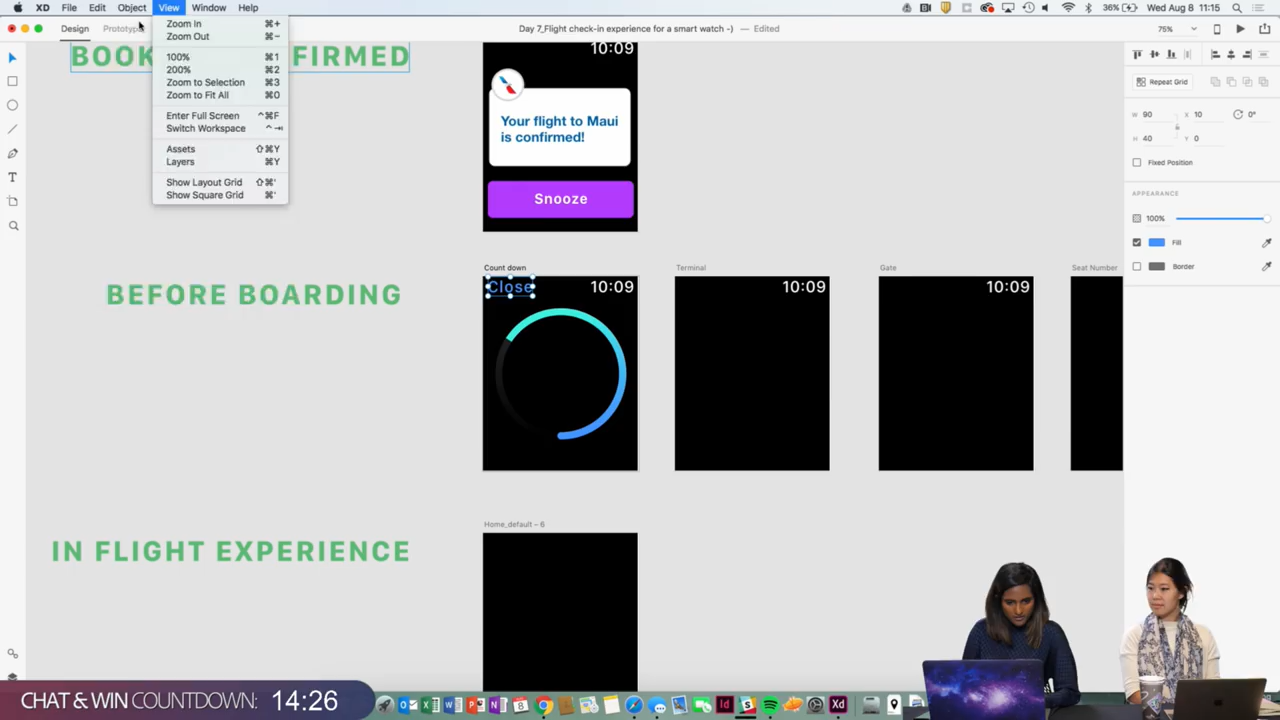 XD File Edit Object View Window Help
36% Wed Aug 8 11:15
Design Prototype
Day 7_Flight check-in experience for a smart watch -) — Edited
75%
Zoom In ⌘+
Zoom Out ⌘−
100% ⌘1
200% ⌘2
Zoom to Selection ⌘3
Zoom to Fit All ⌘0
Enter Full Screen ^⌘F
Switch Workspace
Assets ⇧⌘Y
Layers ⌘Y
Show Layout Grid ⇧⌘'
Show Square Grid ⌘'
BOOK FIRMED
10:09
Your flight to Maui
is confirmed!
Snooze
BEFORE BOARDING
Count down
Close 10:09
Terminal
10:09
Gate
10:09
Seat Number
IN FLIGHT EXPERIENCE
Home_default – 6
Repeat Grid
W 90 X 10 0°
H 40 Y 0
Fixed Position
APPEARANCE
100%
Fill
Border
CHAT & WIN COUNTDOWN: 14:26
Id
Xd